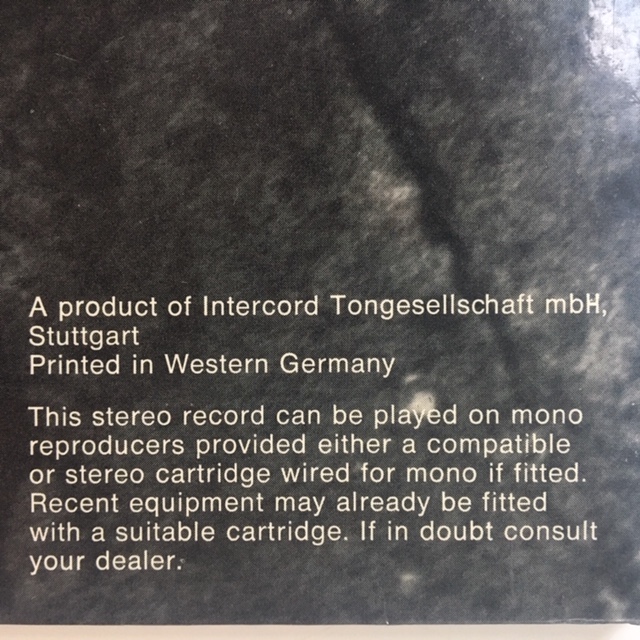 A product of Intercord Tongesellschaft mbH,
Stuttgart
Printed in Western Germany
This stereo record can be played on mono
reproducers provided either a compatible
or stereo cartridge wired for mono if fitted.
Recent equipment may already be fitted
with a suitable cartridge. If in doubt consult
your dealer.